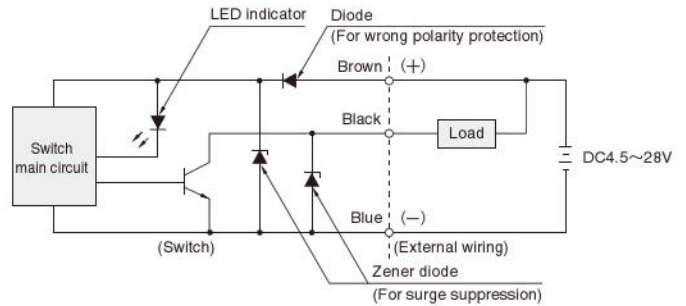 LED indicator
Diode
(For wrong polarity protection)
Brown (+)
Black
Load
Switch
main circuit
DC4.5～28V
Blue (−)
(Switch)
(External wiring)
Zener diode
(For surge suppression)